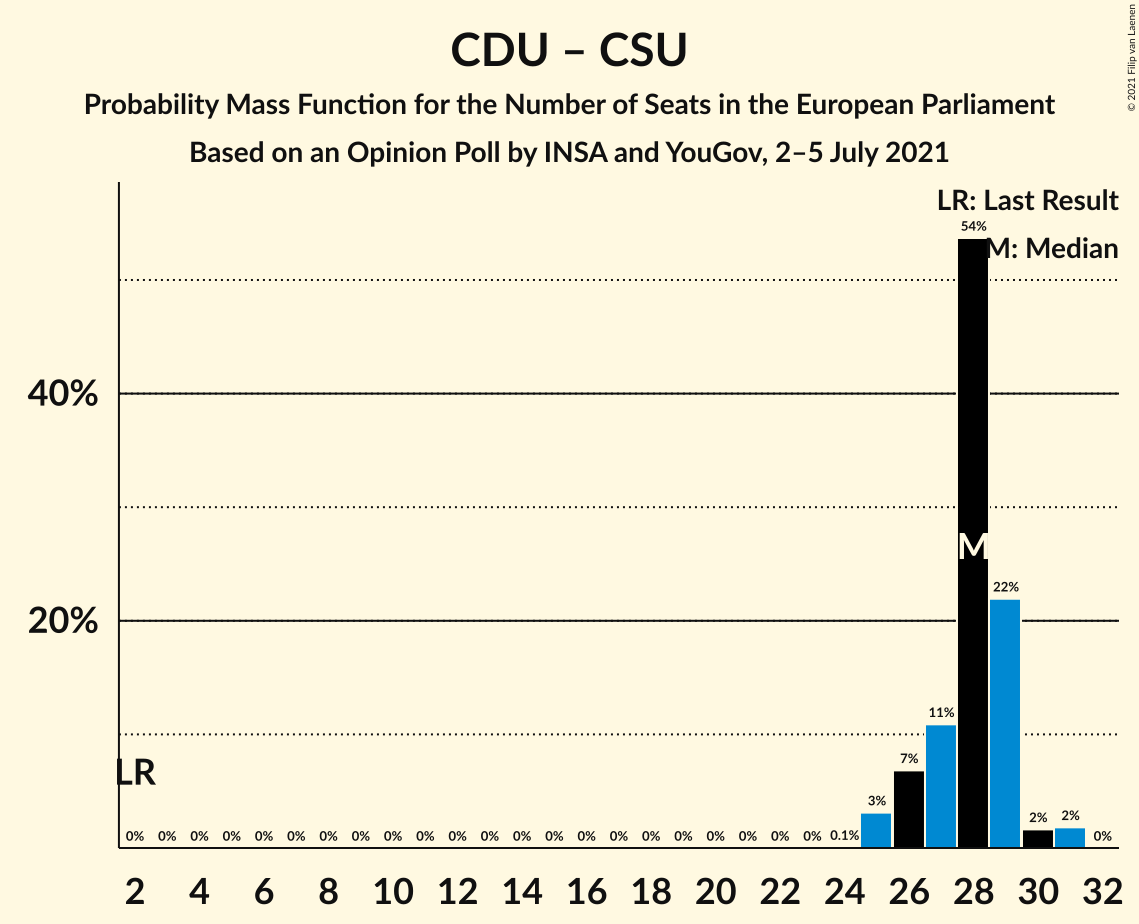 CDU – CSU
Probability Mass Function for the Number of Seats in the European Parliament
Based on an Opinion Poll by INSA and YouGov, 2–5 July 2021
© 2021 Filip van Laenen
LR: Last Result
M: Median
54%
40%
M
22%
20%
11%
7%
LR
3%
2%
2%
0% 0% 0% 0% 0% 0% 0% 0% 0% 0% 0% 0% 0% 0% 0% 0% 0% 0% 0% 0% 0% 0% 0.1% 0%
2 4 6 8 10 12 14 16 18 20 22 24 26 28 30 32